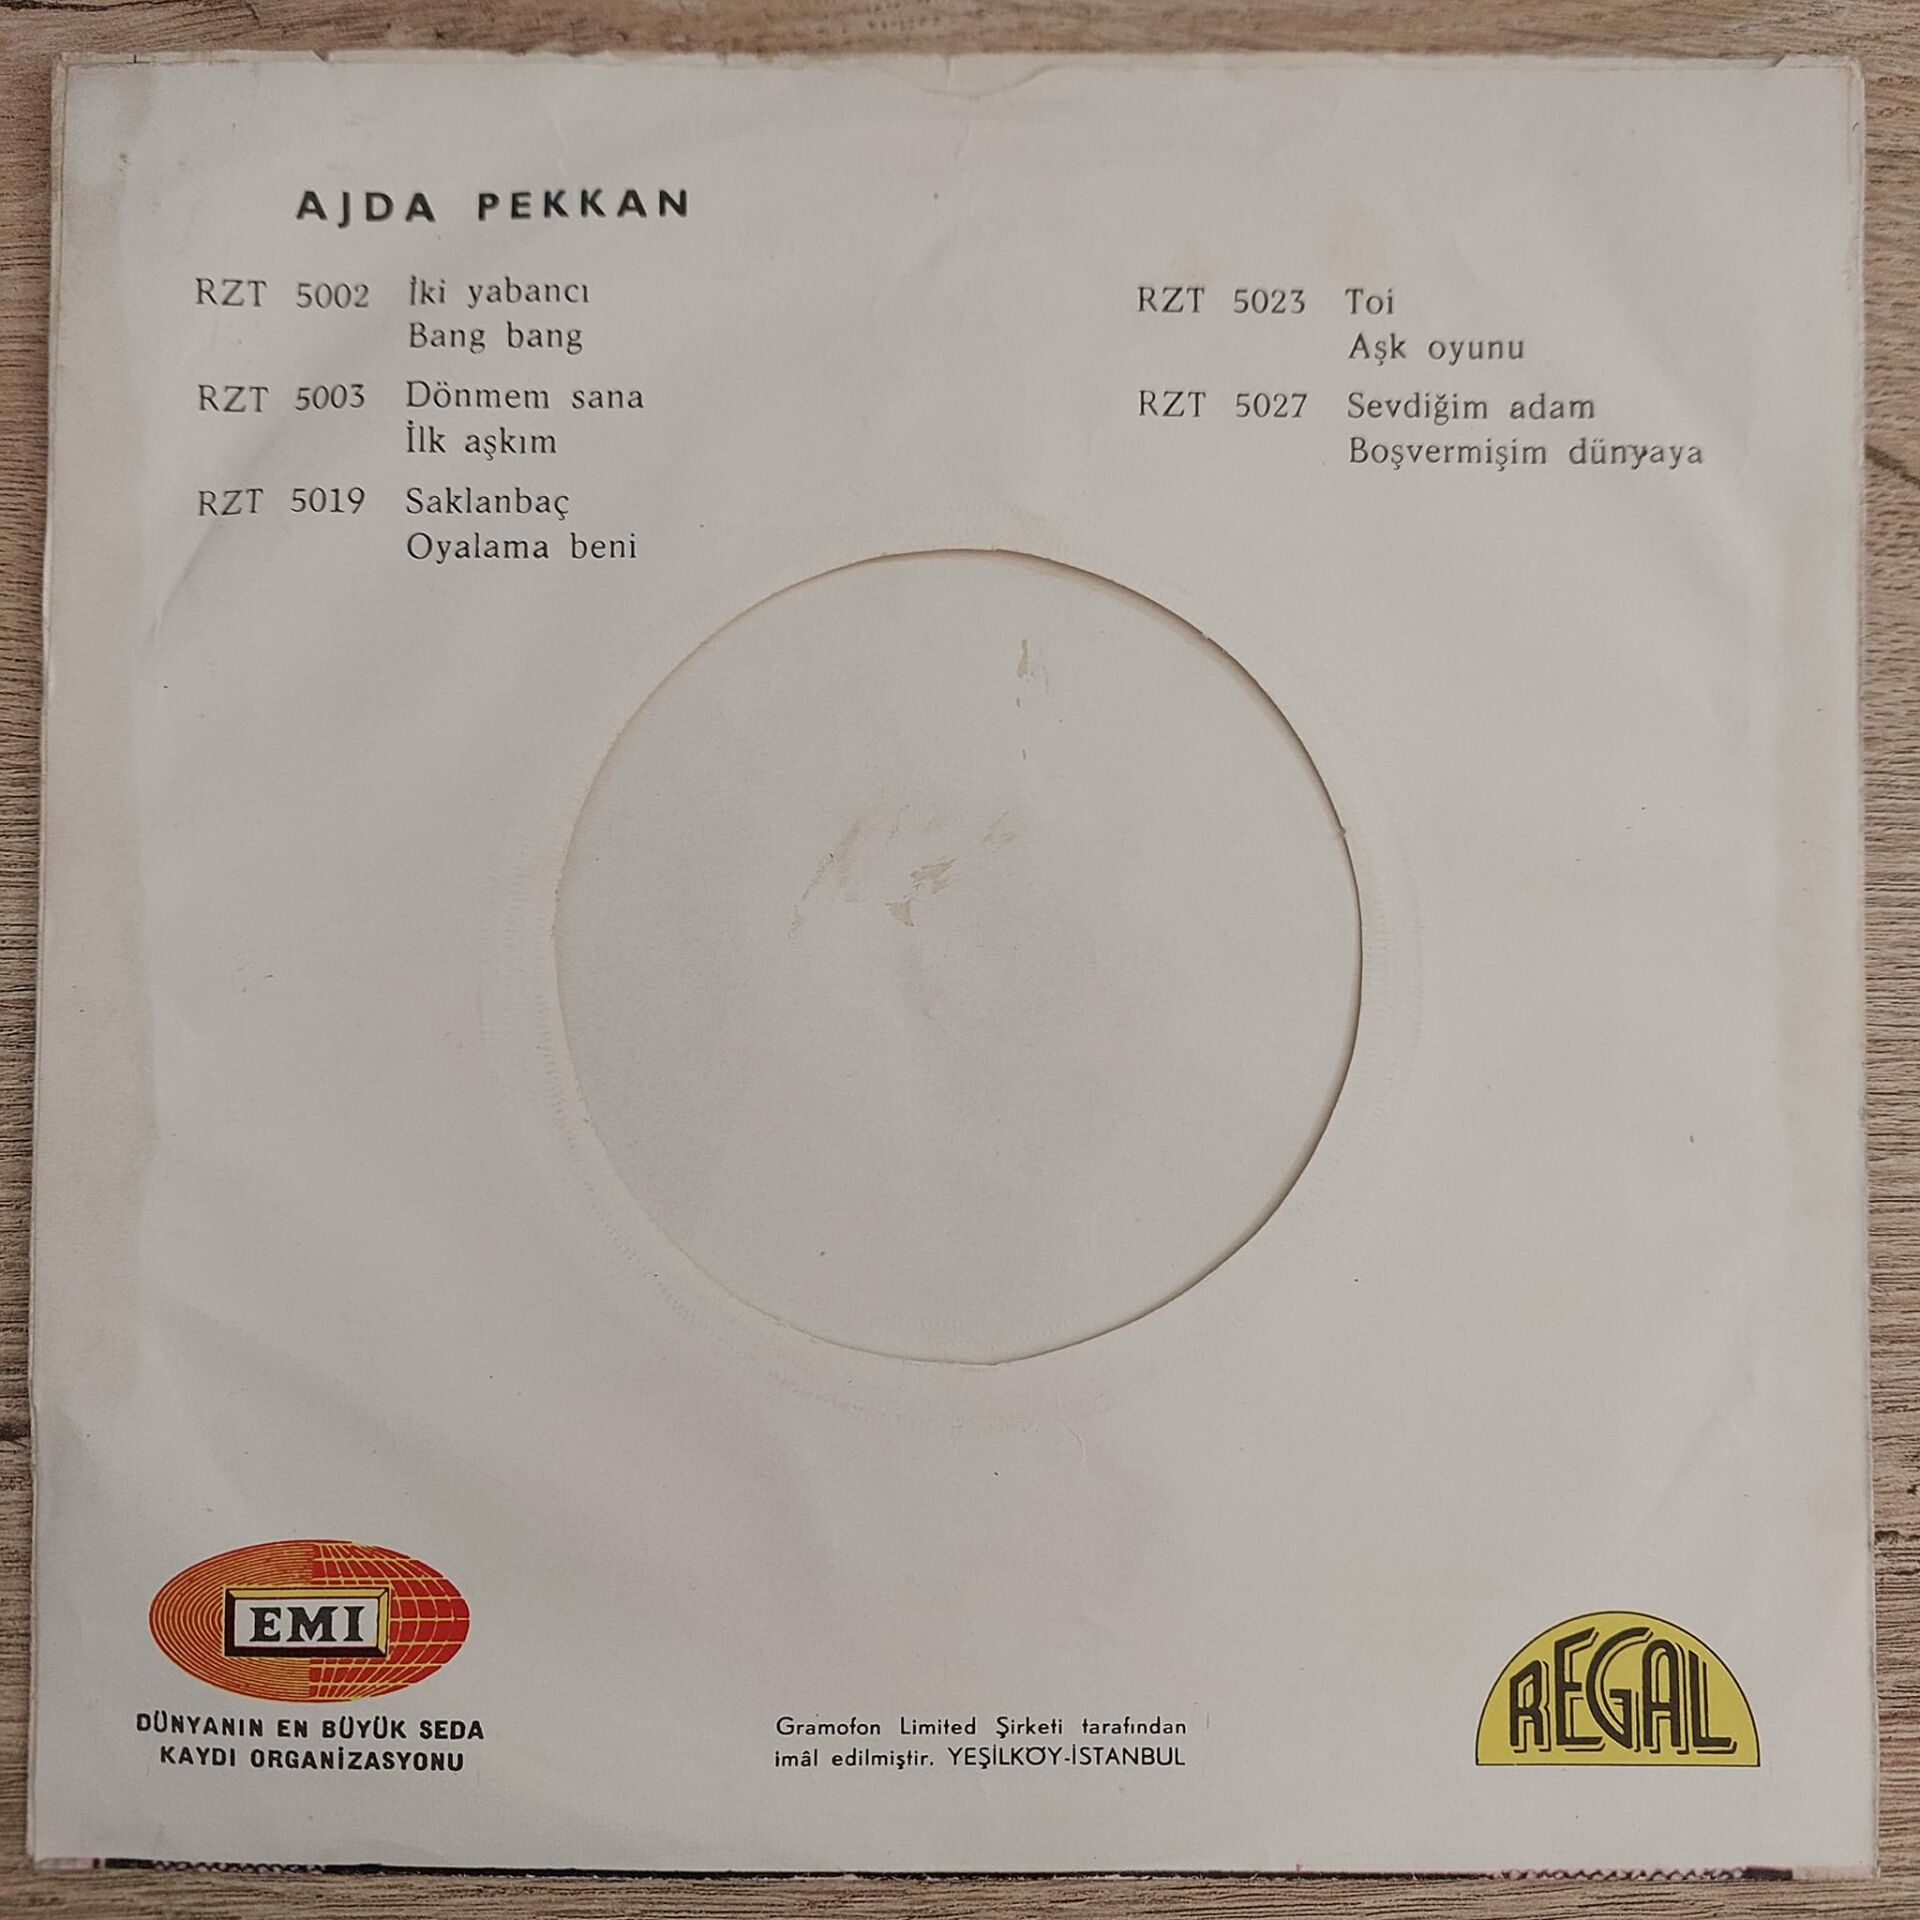 AJDA PEKKAN
RZT 5002 İki yabancı
Bang bang
RZT 5003 Dönmem sana
İlk aşkım
RZT 5019 Saklanbaç
Oyalama beni
RZT 5023 Toi
Aşk oyunu
RZT 5027 Sevdiğim adam
Boşvermişim dünyaya
EMI
DÜNYANIN EN BÜYÜK SEDA
KAYDI ORGANİZASYONU
Gramofon Limited Şirketi tarafından
imâl edilmiştir. YEŞİLKÖY-İSTANBUL
REGAL